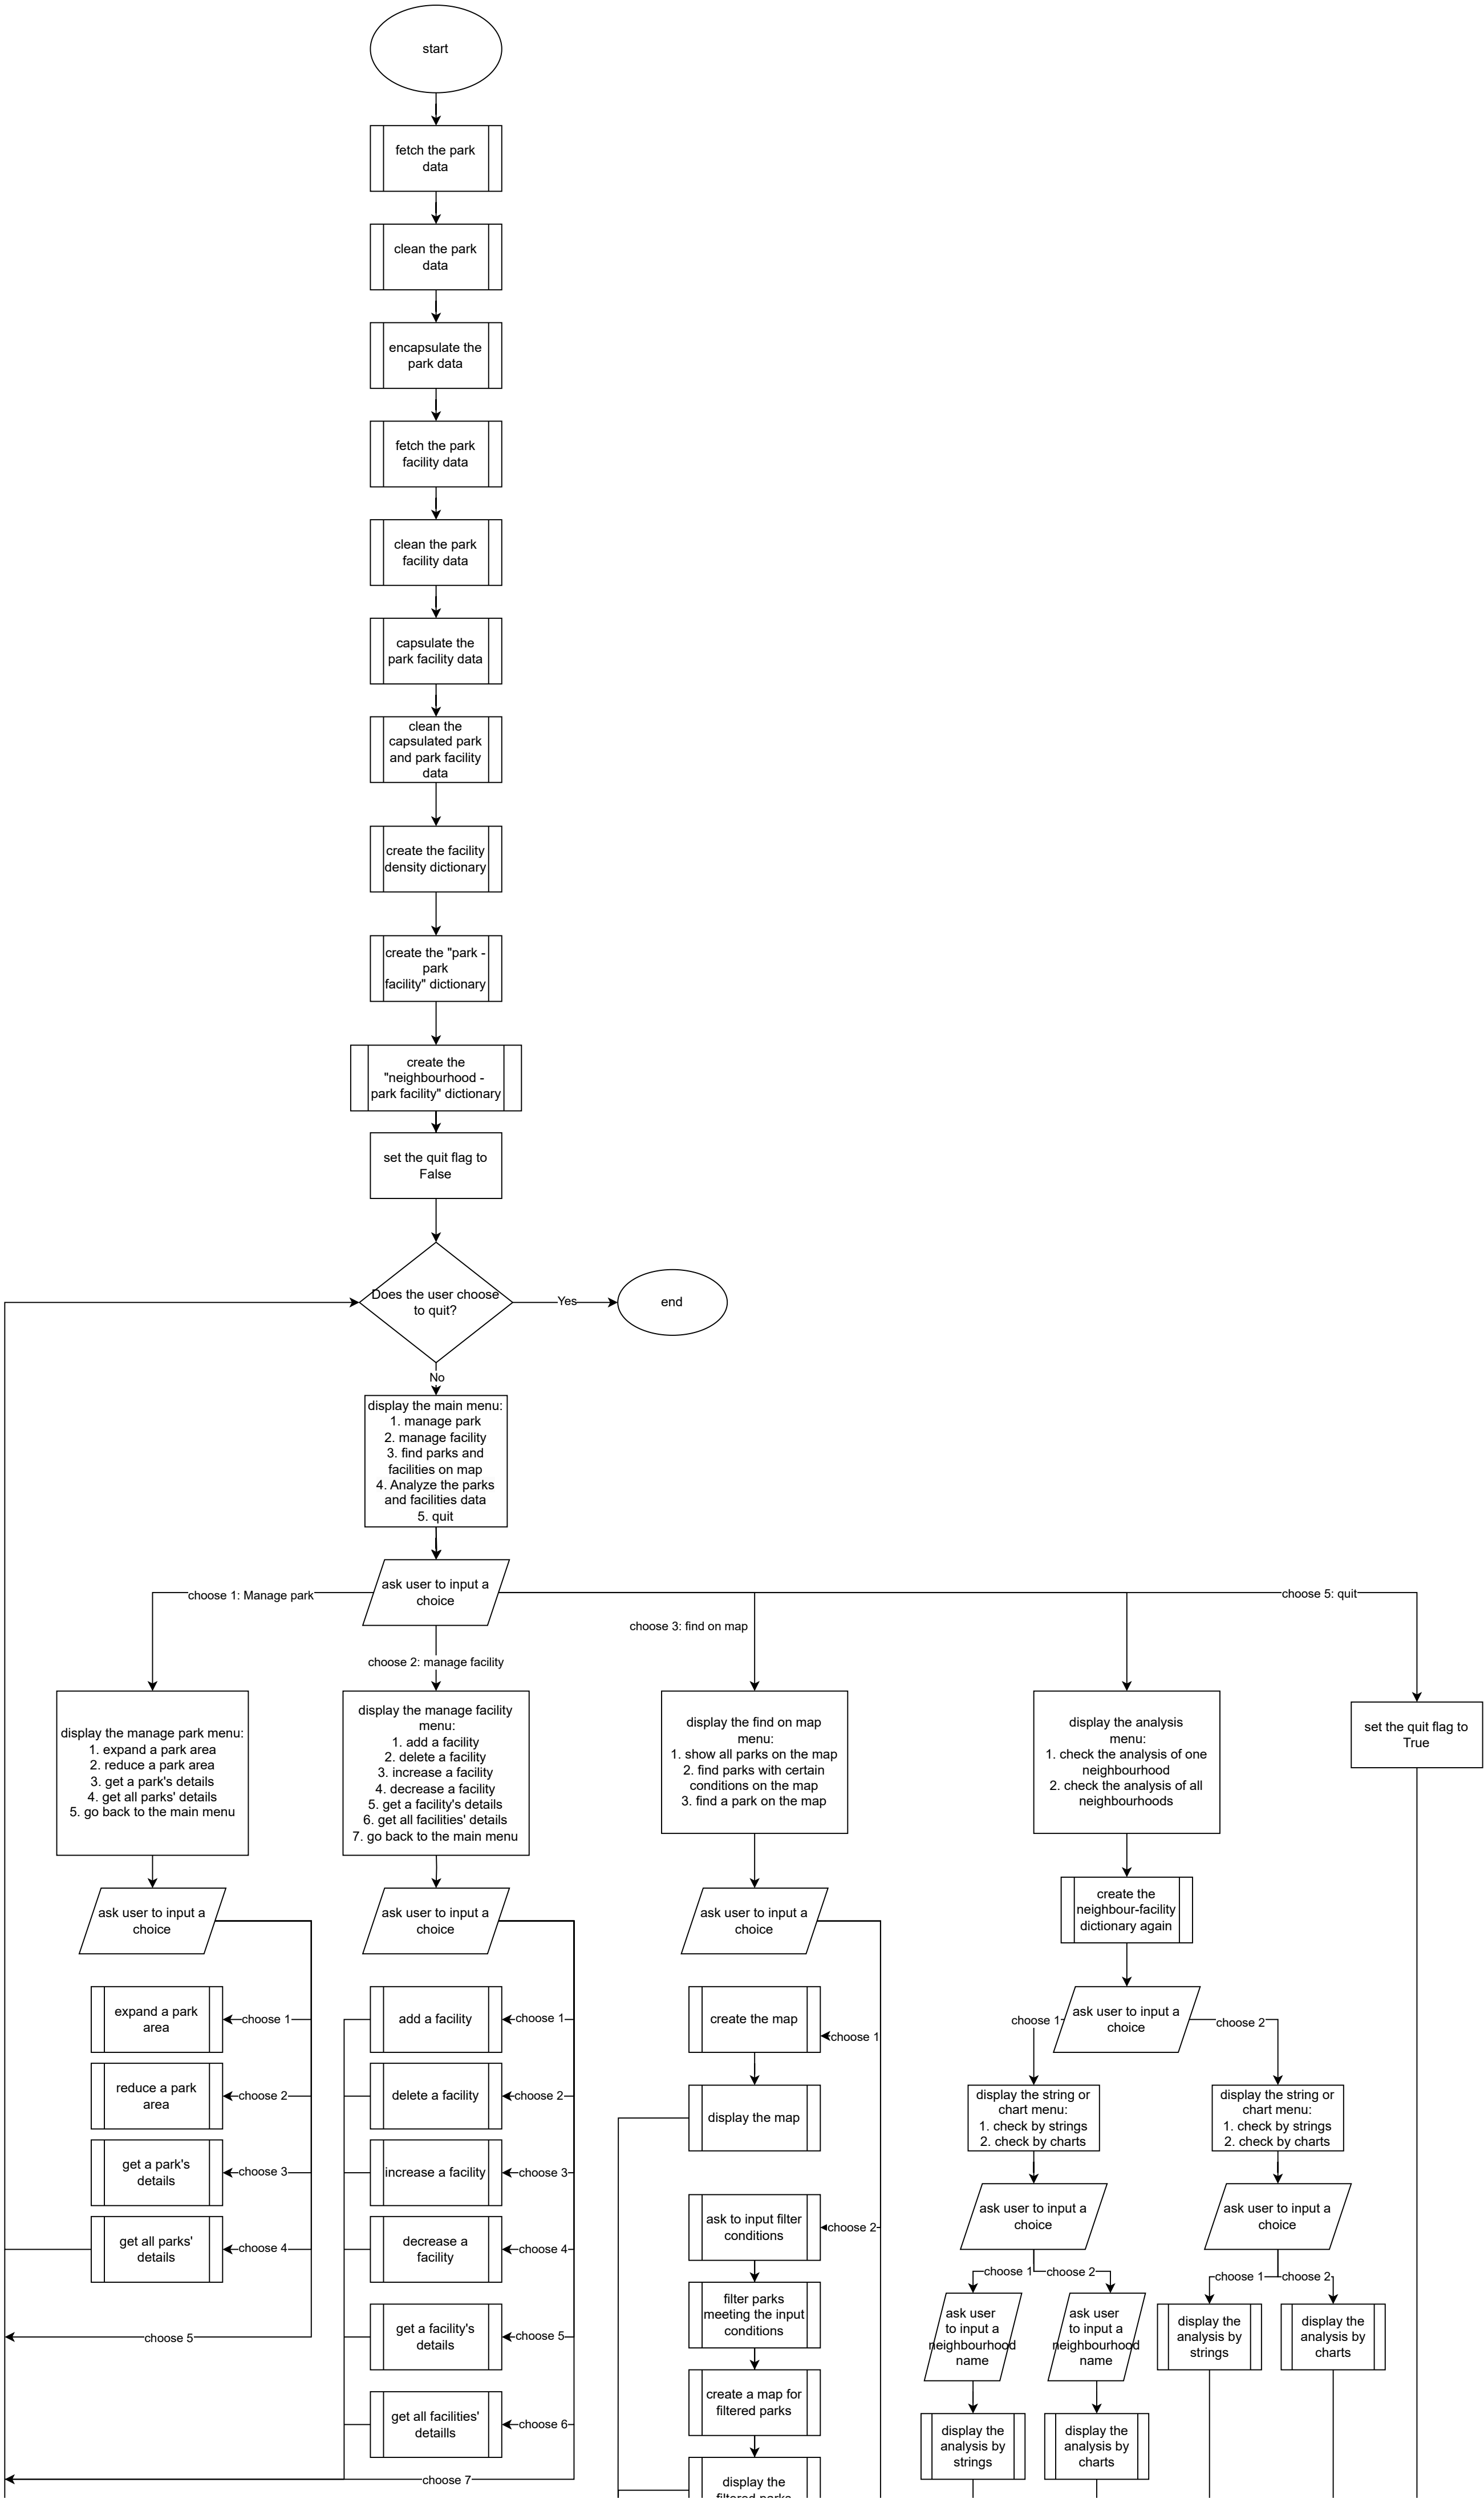 start
fetch the park
data
clean the park
data
encapsulate the
park data
fetch the park
facility data
clean the park
facility data
capsulate the
park facility data
clean the
capsulated park
and park facility
data
create the facility
density dictionary
create the "park -
park
facility" dictionary
create the
"neighbourhood -
park facility" dictionary
set the quit flag to
False
Does the user choose
to quit?
Yes
end
No
display the main menu:
1. manage park
2. manage facility
3. find parks and
facilities on map
4. Analyze the parks
and facilities data
5. quit
ask user to input a
choice
choose 1: Manage park
choose 2: manage facility
choose 3: find on map
choose 5: quit
display the manage park menu:
1. expand a park area
2. reduce a park area
3. get a park's details
4. get all parks' details
5. go back to the main menu
ask user to input a
choice
expand a park
area
choose 1
reduce a park
area
choose 2
get a park's
details
choose 3
get all parks'
details
choose 4
choose 5
display the manage facility
menu:
1. add a facility
2. delete a facility
3. increase a facility
4. decrease a facility
5. get a facility's details
6. get all facilities' details
7. go back to the main menu
ask user to input a
choice
add a facility
choose 1
delete a facility
choose 2
increase a facility
choose 3
decrease a
facility
choose 4
get a facility's
details
choose 5
get all facilities'
detaills
choose 6
choose 7
display the find on map
menu:
1. show all parks on the map
2. find parks with certain
conditions on the map
3. find a park on the map
ask user to input a
choice
create the map
choose 1
display the map
ask to input filter
conditions
choose 2
filter parks
meeting the input
conditions
create a map for
filtered parks
display the
filtered parks
display the analysis
menu:
1. check the analysis of one
neighbourhood
2. check the analysis of all
neighbourhoods
create the
neighbour-facility
dictionary again
ask user to input a
choice
choose 1
choose 2
display the string or
chart menu:
1. check by strings
2. check by charts
ask user to input a
choice
choose 1
choose 2
ask user
to input a
neighbourhood
name
ask user
to input a
neighbourhood
name
display the
analysis by
strings
display the
analysis by
charts
display the string or
chart menu:
1. check by strings
2. check by charts
ask user to input a
choice
choose 1
choose 2
display the
analysis by
strings
display the
analysis by
charts
set the quit flag to
True